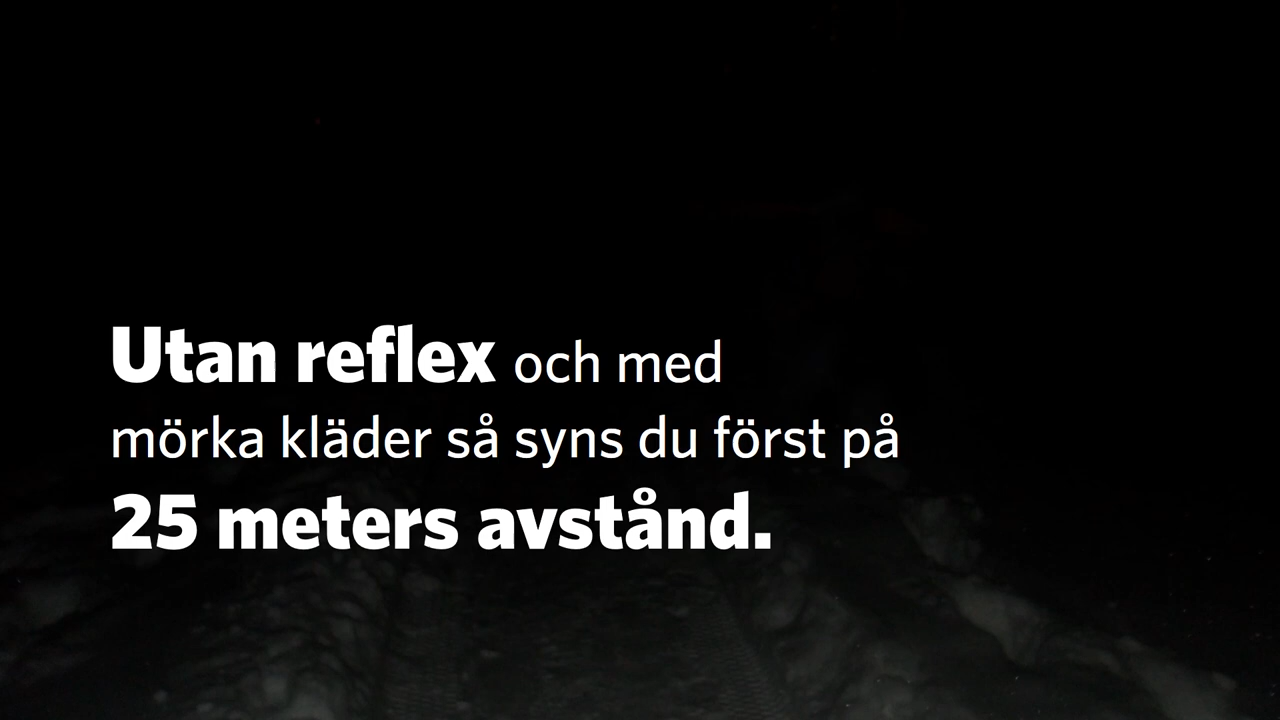 Utan reflex och med
mörka kläder så syns du först på
25 meters avstånd.